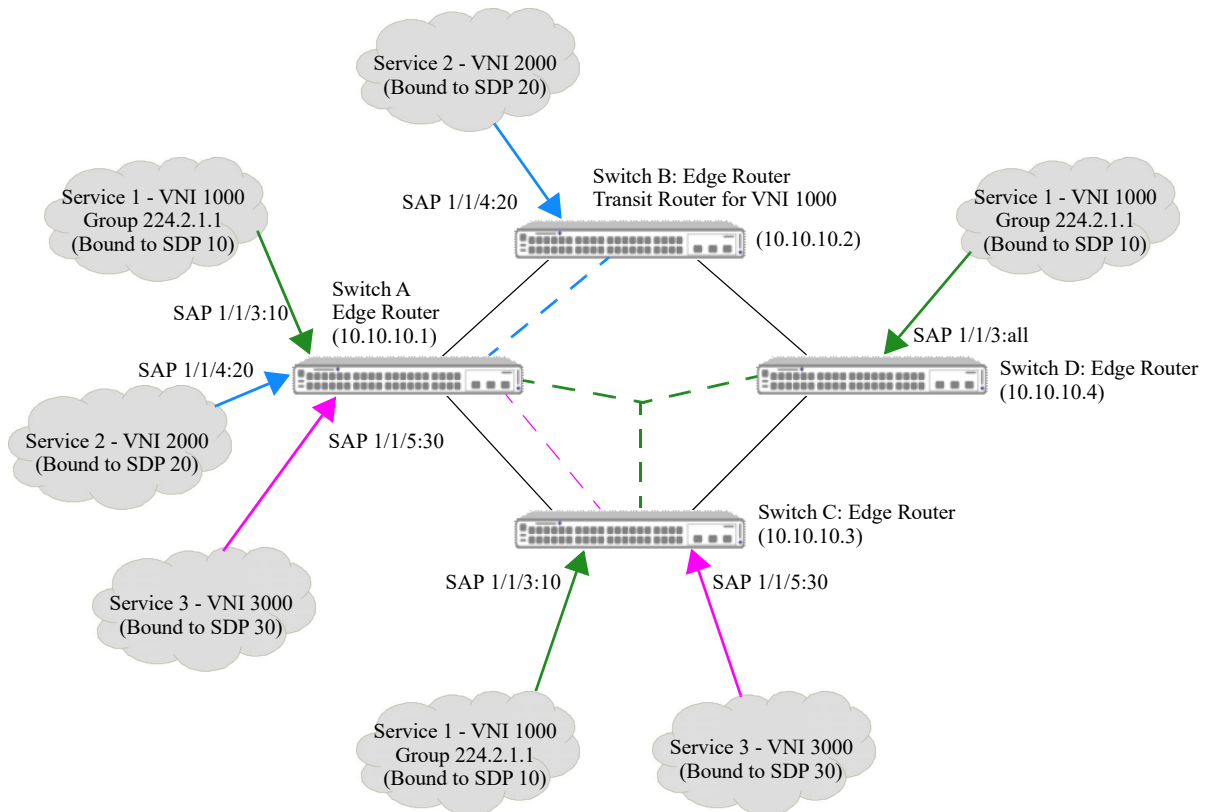 Service 2 - VNI 2000
(Bound to SDP 20)
Service 1 - VNI 1000
Group 224.2.1.1
(Bound to SDP 10)
SAP 1/1/4:20
Switch B: Edge Router
Transit Router for VNI 1000
(10.10.10.2)
Service 1 - VNI 1000
Group 224.2.1.1
(Bound to SDP 10)
SAP 1/1/3:10
Switch A
Edge Router
(10.10.10.1)
SAP 1/1/3:all
Switch D: Edge Router
(10.10.10.4)
SAP 1/1/4:20
Service 2 - VNI 2000
(Bound to SDP 20)
SAP 1/1/5:30
Switch C: Edge Router
(10.10.10.3)
Service 3 - VNI 3000
(Bound to SDP 30)
SAP 1/1/3:10
SAP 1/1/5:30
Service 1 - VNI 1000
Group 224.2.1.1
(Bound to SDP 10)
Service 3 - VNI 3000
(Bound to SDP 30)